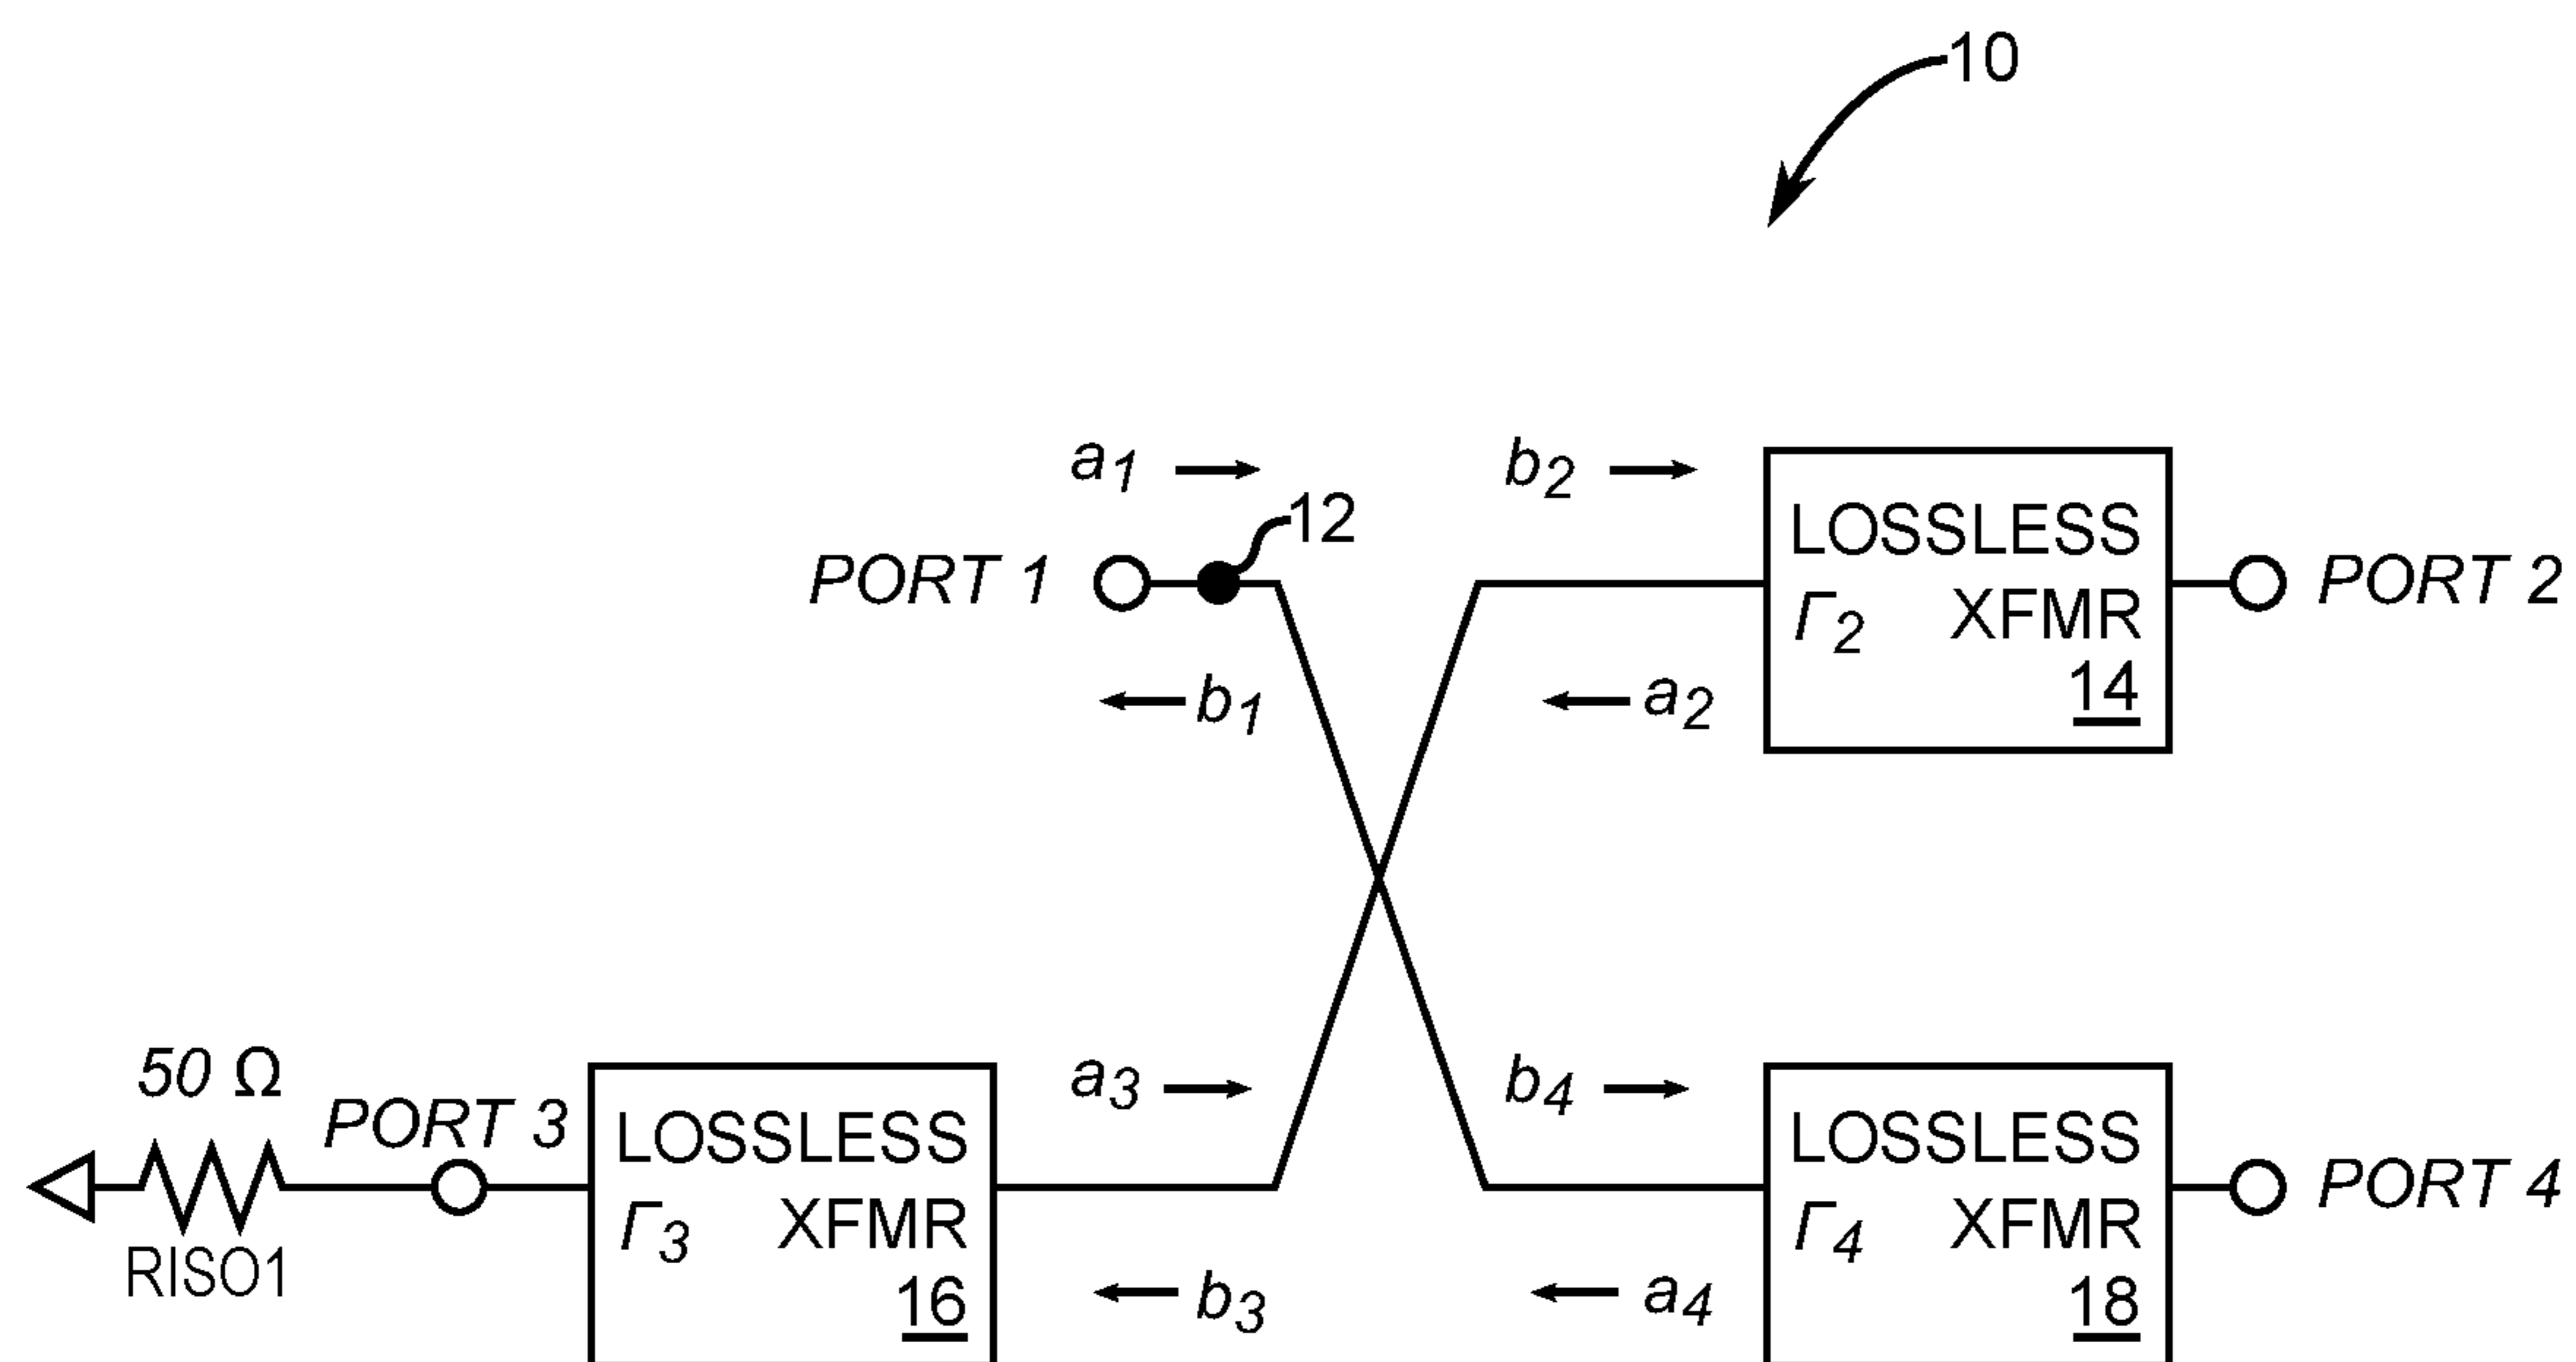 10
a1
b2
12
PORT 1
LOSSLESS
Γ2 XFMR
14
PORT 2
b1
a2
50 Ω
PORT 3
RISO1
LOSSLESS
Γ3 XFMR
16
a3
b4
b3
a4
LOSSLESS
Γ4 XFMR
18
PORT 4